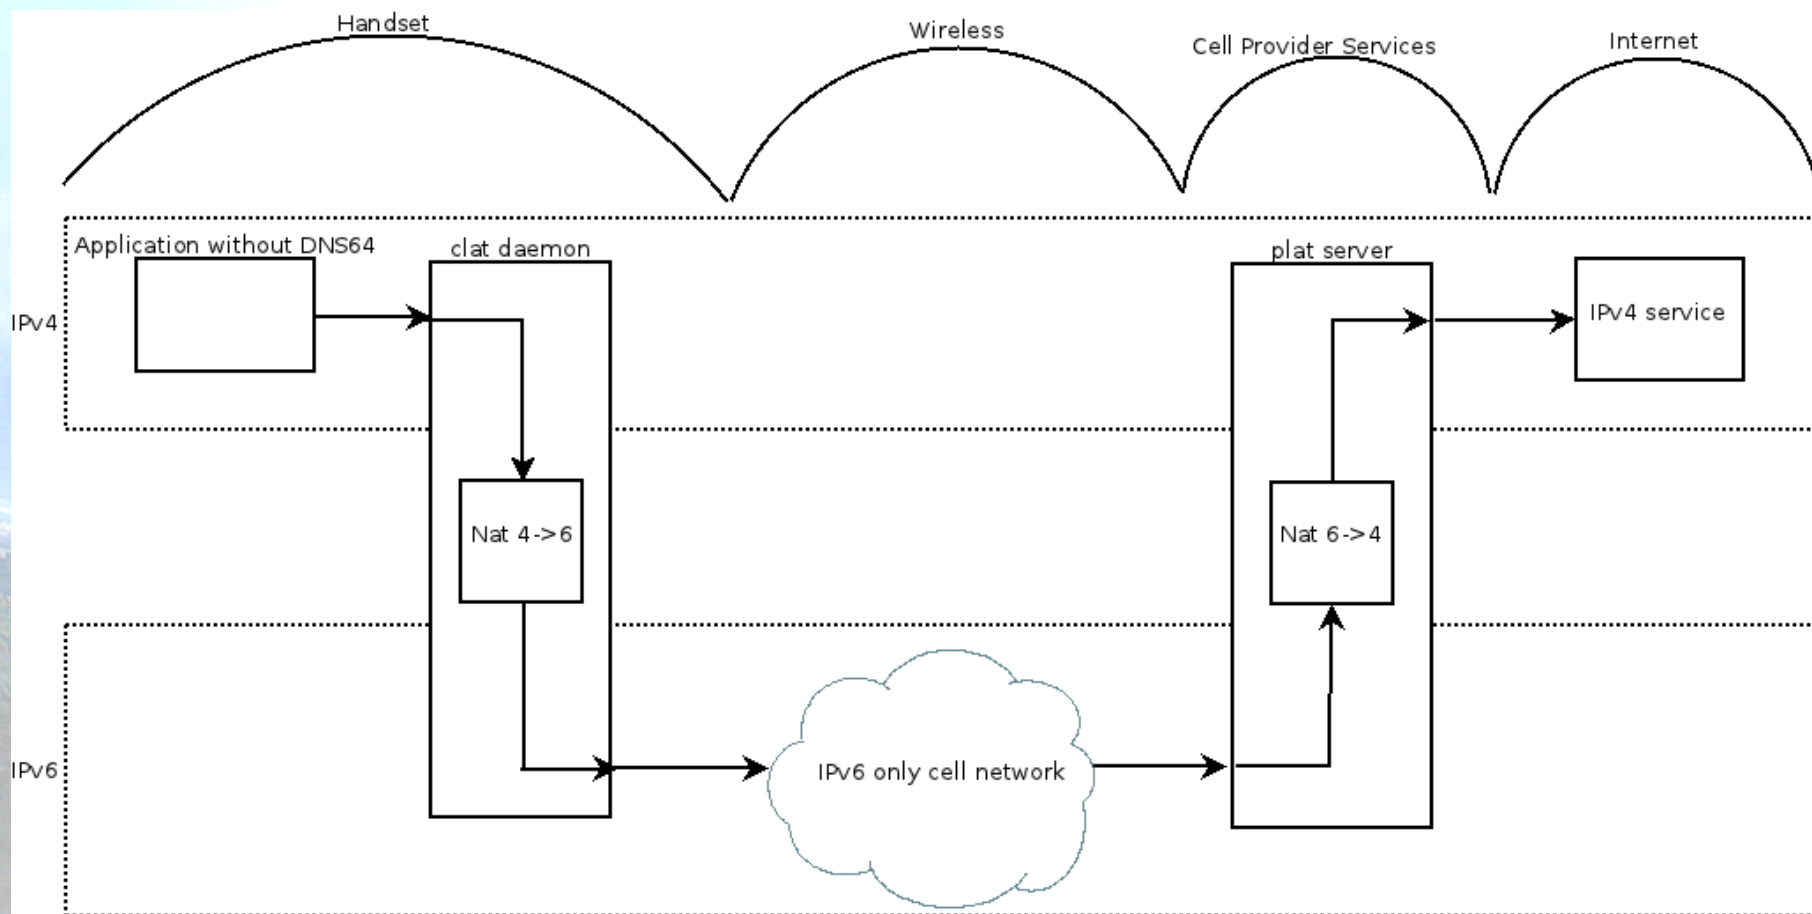 Handset
Wireless
Cell Provider Services
Internet
Application without DNS64
clat daemon
plat server
IPv4
IPv4 service
Nat 4->6
Nat 6->4
IPv6
IPv6 only cell network